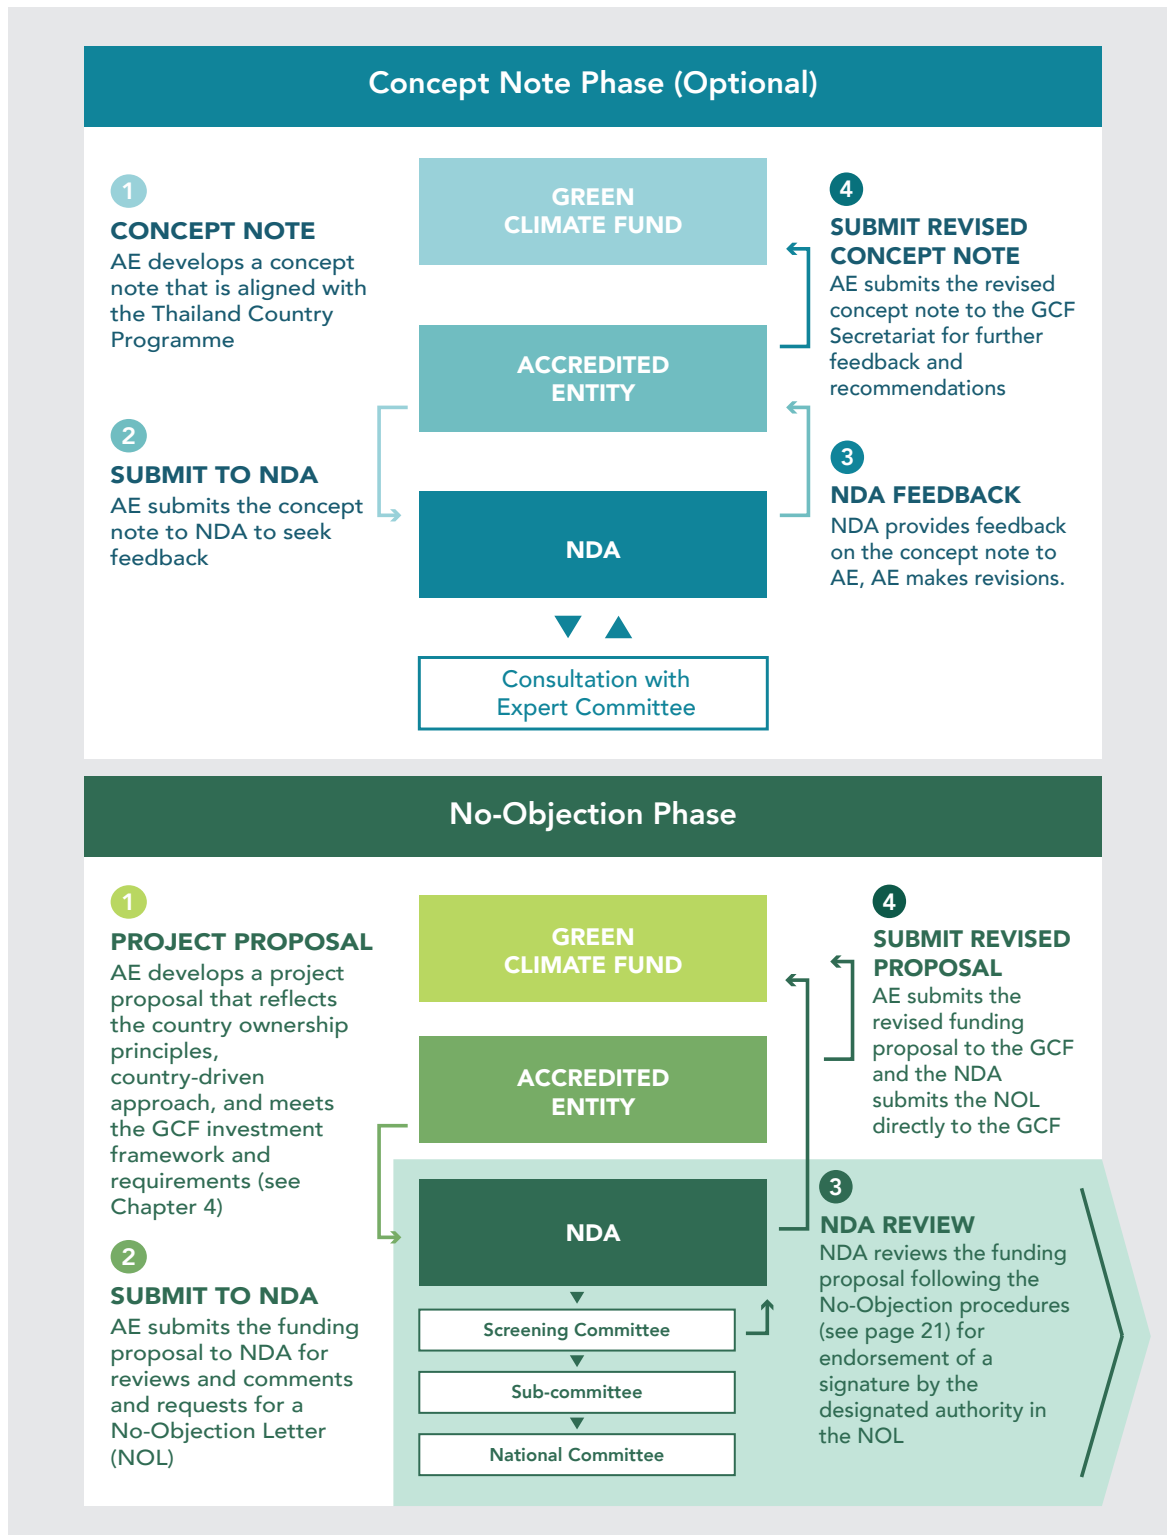 Concept Note Phase (Optional)
1
CONCEPT NOTE
AE develops a concept
note that is aligned with
the Thailand Country
Programme
2
SUBMIT TO NDA
AE submits the concept
note to NDA to seek
feedback
GREEN
CLIMATE FUND
ACCREDITED
ENTITY
NDA
Consultation with
Expert Committee
4
SUBMIT REVISED
CONCEPT NOTE
AE submits the revised
concept note to the GCF
Secretariat for further
feedback and
recommendations
3
NDA FEEDBACK
NDA provides feedback
on the concept note to
AE, AE makes revisions.
No-Objection Phase
1
PROJECT PROPOSAL
AE develops a project
proposal that reflects
the country ownership
principles,
country-driven
approach, and meets
the GCF investment
framework and
requirements (see
Chapter 4)
2
SUBMIT TO NDA
AE submits the funding
proposal to NDA for
reviews and comments
and requests for a
No-Objection Letter
(NOL)
GREEN
CLIMATE FUND
ACCREDITED
ENTITY
NDA
Screening Committee
Sub-committee
National Committee
4
SUBMIT REVISED
PROPOSAL
AE submits the
revised funding
proposal to the GCF
and the NDA
submits the NOL
directly to the GCF
3
NDA REVIEW
NDA reviews the funding
proposal following the
No-Objection procedures
(see page 21) for
endorsement of a
signature by the
designated authority in
the NOL